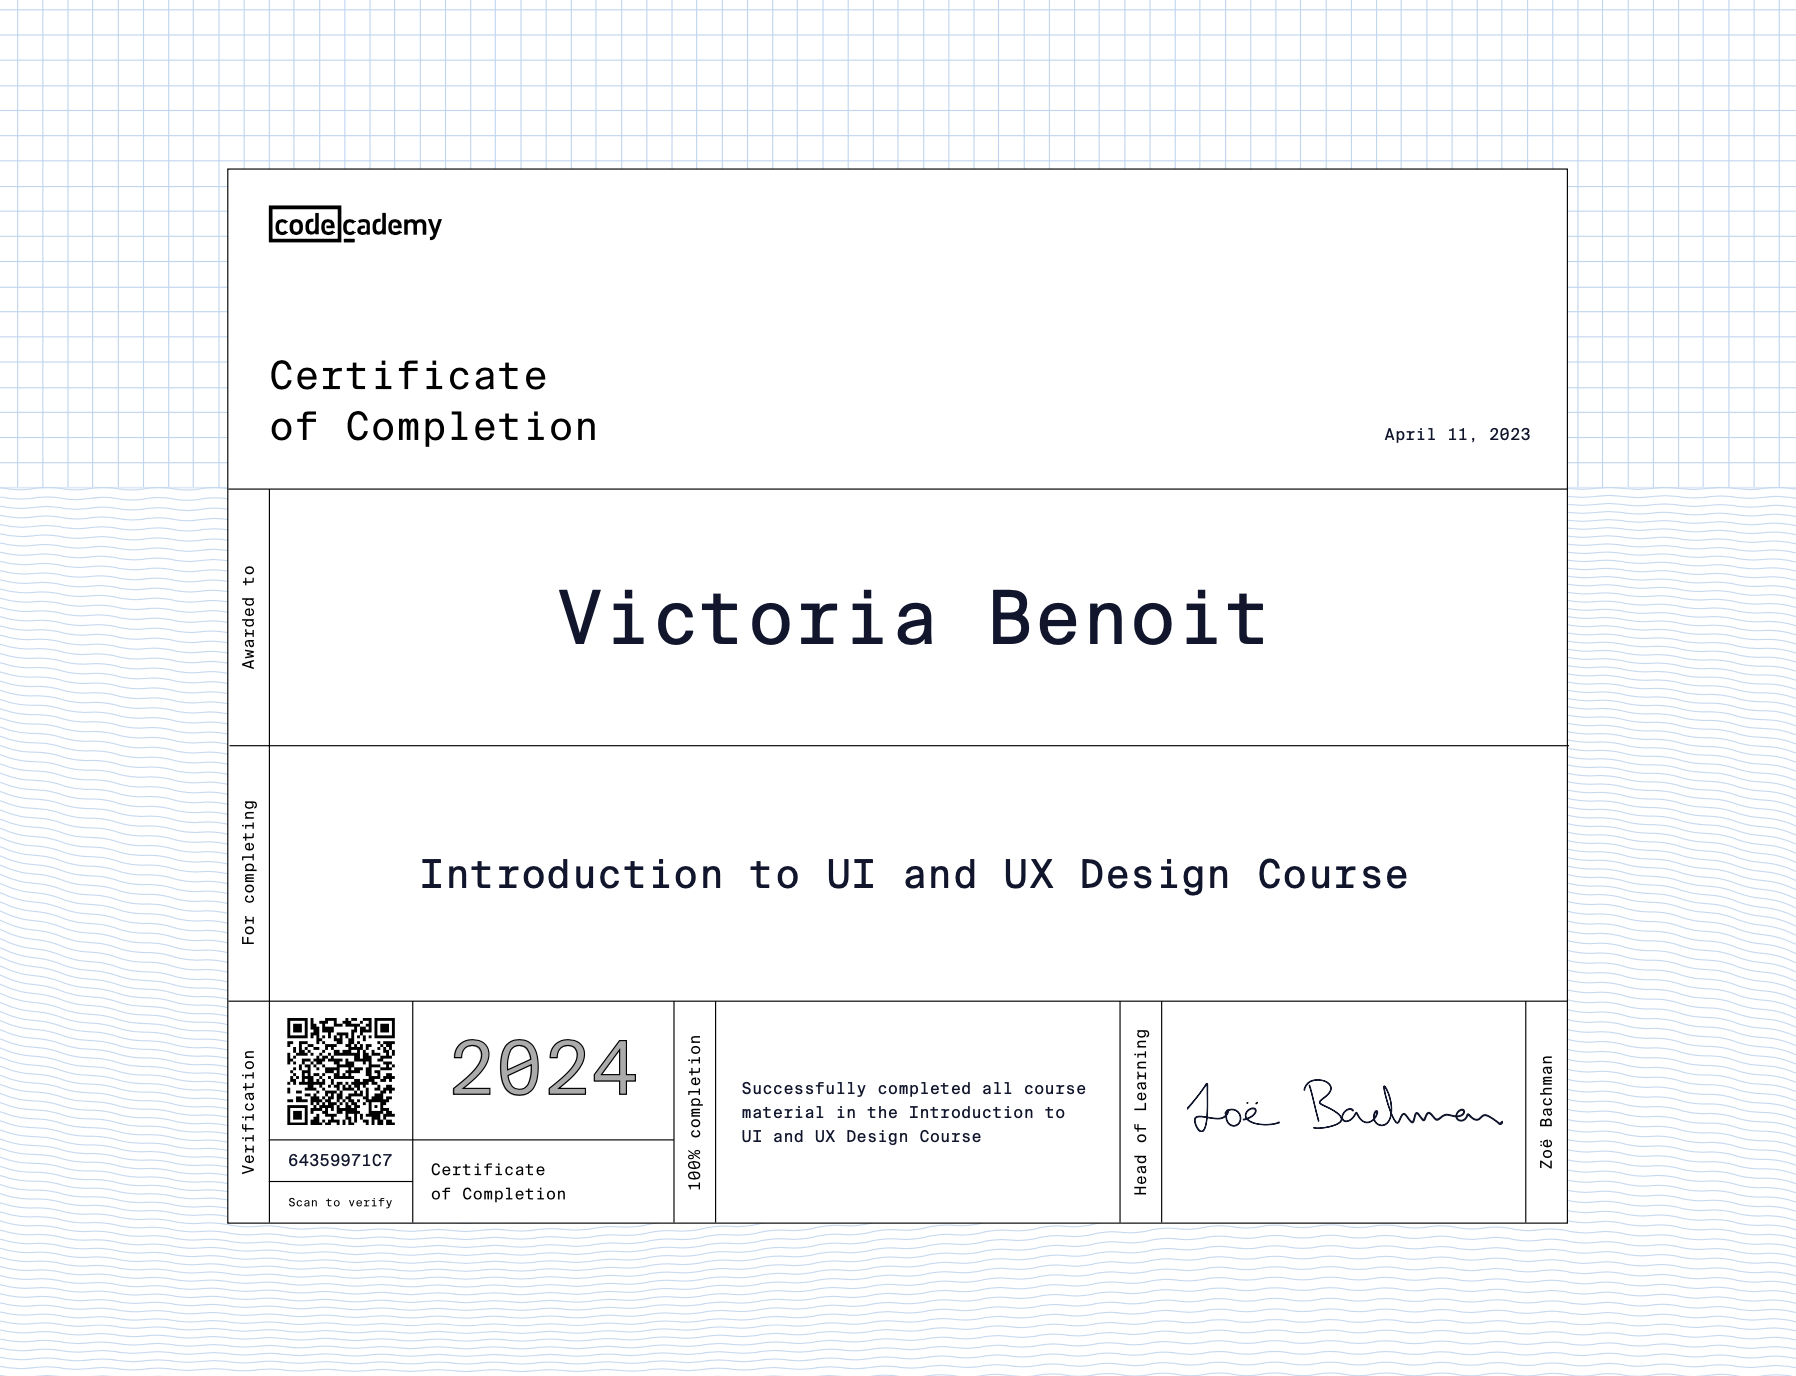 codecademy
Certificate
of Completion
April 11, 2023
Awarded to
Victoria Benoit
For completing
Introduction to UI and UX Design Course
Verification
64359971C7
Scan to verify
2024
Certificate
of Completion
100% completion
Successfully completed all course
material in the Introduction to
UI and UX Design Course
Head of Learning
Zoë Bachman
Zoë Bachman